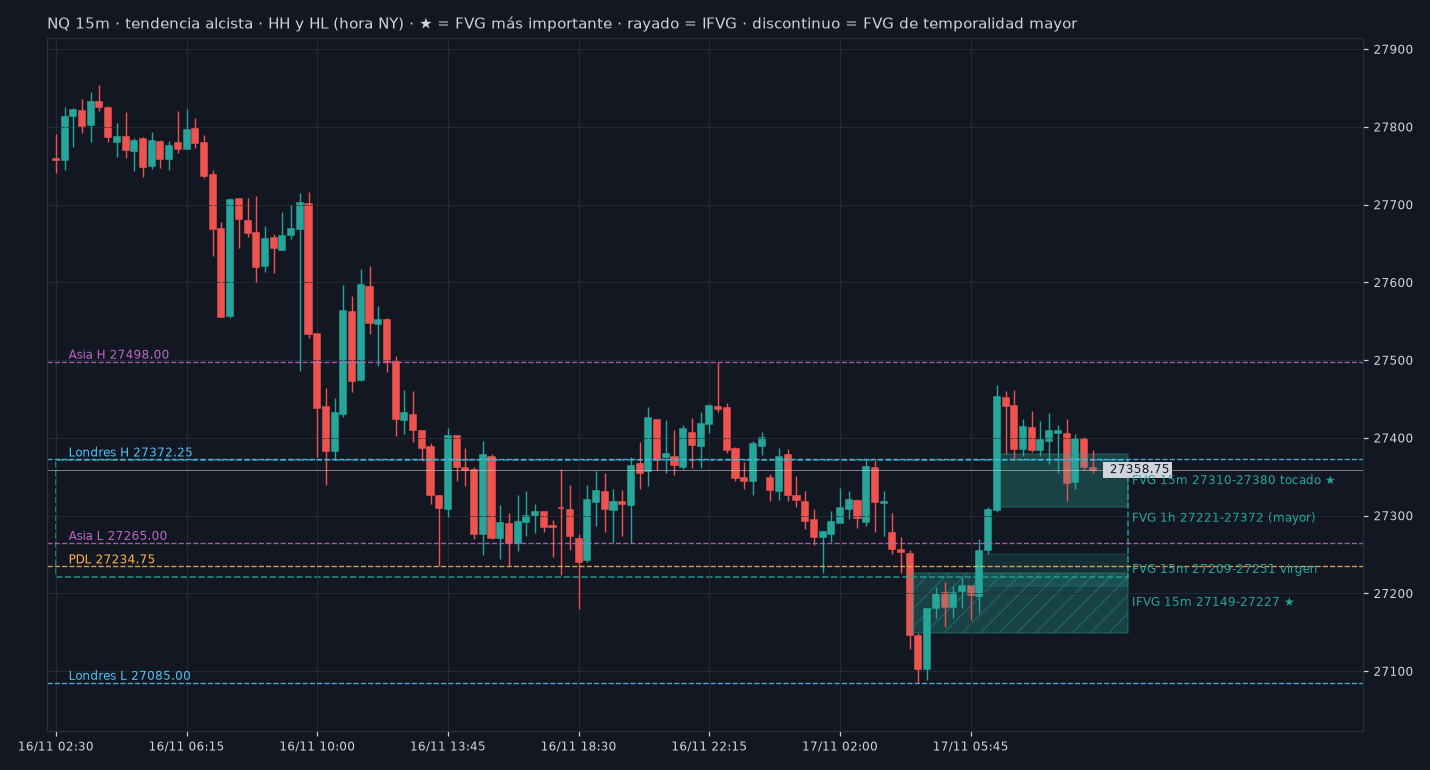 NQ 15m · tendencia alcista · HH y HL (hora NY) · ★ = FVG más importante · rayado = IFVG · discontinuo = FVG de temporalidad mayor
27900
27800
27700
27600
27500
27400
27300
27200
27100
Asia H 27498.00
Londres H 27372.25
27358.75
FVG 15m 27310-27380 tocado ★
FVG 1h 27221-27372 (mayor)
Asia L 27265.00
PDL 27234.75
FVG 15m 27209-27251 virgen
IFVG 15m 27149-27227 ★
Londres L 27085.00
16/11 02:30
16/11 06:15
16/11 10:00
16/11 13:45
16/11 18:30
16/11 22:15
17/11 02:00
17/11 05:45